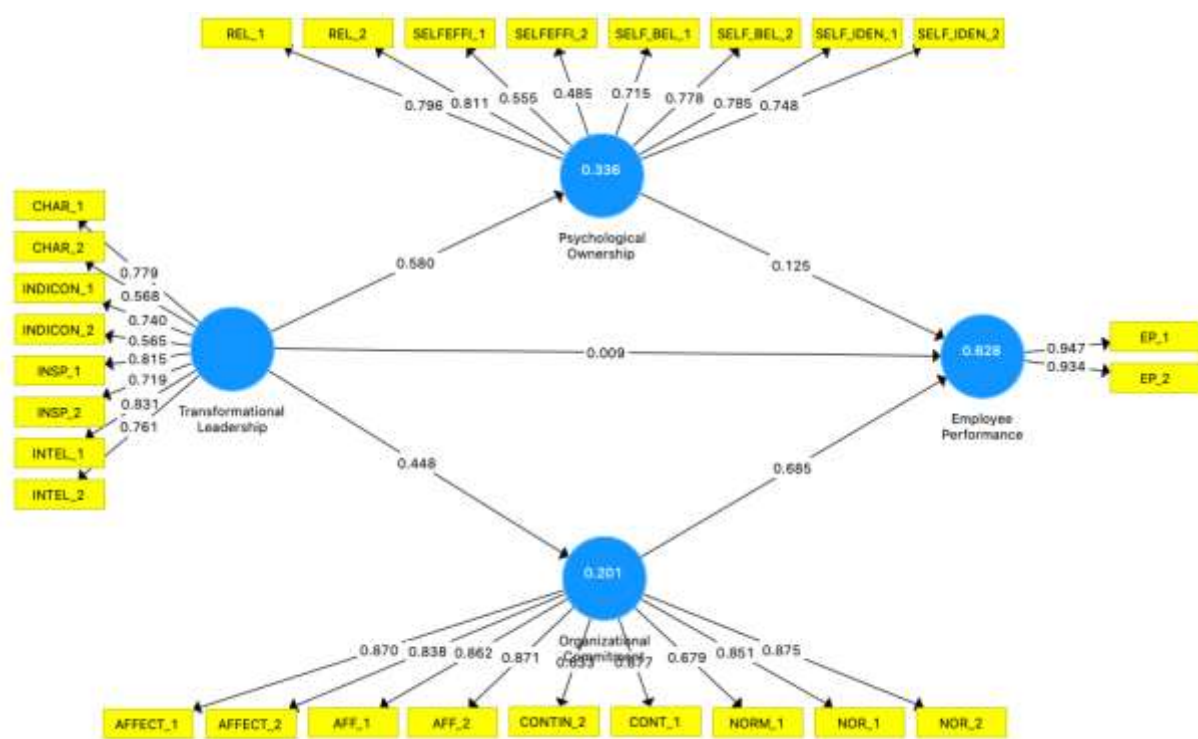 REL_1 REL_2 SELFEFFI_1 SELFEFFI_2 SELF_BEL_1 SELF_BEL_2 SELF_IDEN_1 SELF_IDEN_2
0.796 0.811 0.555 0.485 0.715 0.778 0.785 0.748
0.336
Psychological
Ownership
CHAR_1
CHAR_2
INDICON_1
INDICON_2
INSP_1
INSP_2
INTEL_1
INTEL_2
0.779
0.568
0.740
0.565
0.815
0.719
0.831
0.761
Transformational
Leadership
0.580
0.125
0.009
0.448
0.685
0.628
Employee
Performance
0.947
0.934
EP_1
EP_2
0.201
Organizational
Commitment
0.870 0.838 0.862 0.871 0.833 0.877 0.679 0.851 0.875
AFFECT_1 AFFECT_2 AFF_1 AFF_2 CONTIN_2 CONT_1 NORM_1 NOR_1 NOR_2